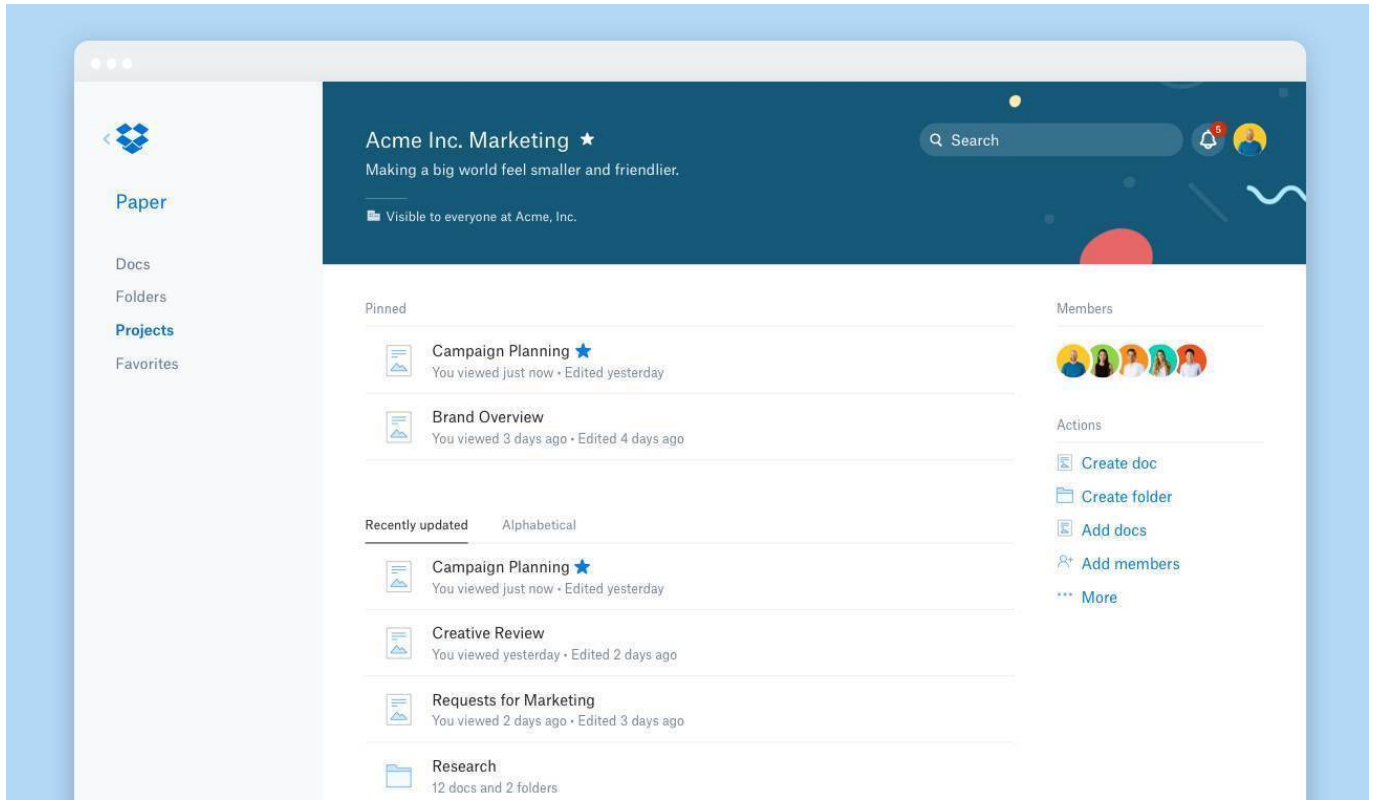 Paper
Docs
Folders
Projects
Favorites
Acme Inc. Marketing
Making a big world feel smaller and friendlier.
Visible to everyone at Acme, Inc.
Search
5
Pinned
Campaign Planning
You viewed just now • Edited yesterday
Brand Overview
You viewed 3 days ago • Edited 4 days ago
Recently updated Alphabetical
Campaign Planning
You viewed just now • Edited yesterday
Creative Review
You viewed yesterday • Edited 2 days ago
Requests for Marketing
You viewed 2 days ago • Edited 3 days ago
Research
12 docs and 2 folders
Members
Actions
Create doc
Create folder
Add docs
Add members
More